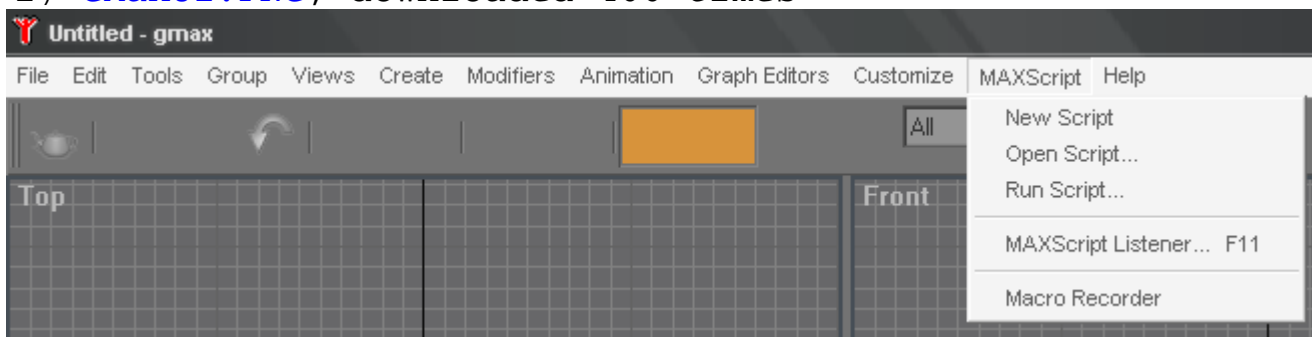 Untitled - gmax
File Edit Tools Group Views Create Modifiers Animation Graph Editors Customize MAXScript Help
All
New Script
Open Script...
Run Script...
MAXScript Listener... F11
Macro Recorder
Top
Front